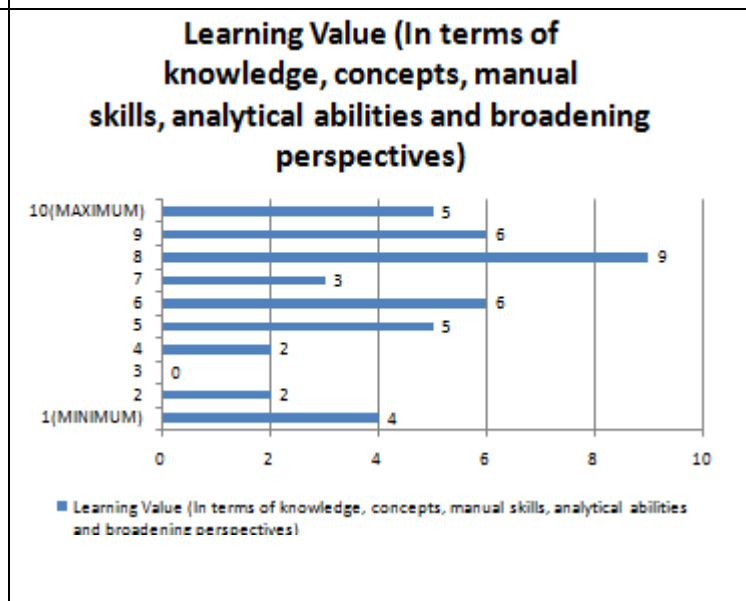 Learning Value (In terms of
knowledge, concepts, manual
skills, analytical abilities and broadening
perspectives)
10(MAXIMUM) 5
9 6
8 9
7 3
6 6
5 5
4 2
3 0
2 2
1(MINIMUM) 4
0 2 4 6 8 10
Learning Value (In terms of knowledge, concepts, manual skills, analytical abilities
and broadening perspectives)